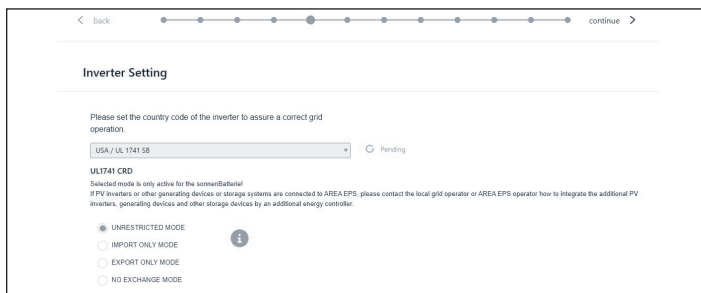 back
continue
Inverter Setting
Please set the country code of the inverter to assure a correct grid
operation.
USA / UL 1741 SB
Pending
UL1741 CRD
Selected mode is only active for the sonnenBatterie!
If PV inverters or other generating devices or storage systems are connected to AREA EPS, please contact the local grid operator or AREA EPS operator how to integrate the additional PV
inverters, generating devices and other storage devices by an additional energy controller.
UNRESTRICTED MODE
i
IMPORT ONLY MODE
EXPORT ONLY MODE
NO EXCHANGE MODE